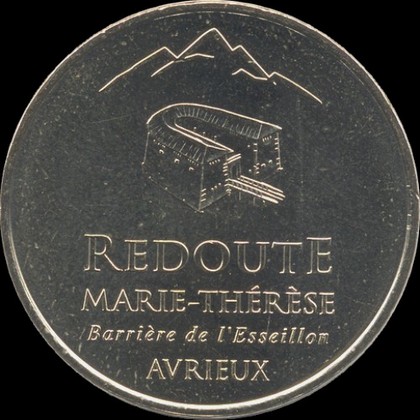 REDOUTE
MARIE-THÉRÈSE
Barrière de l'Esseillon
AVRIEUX